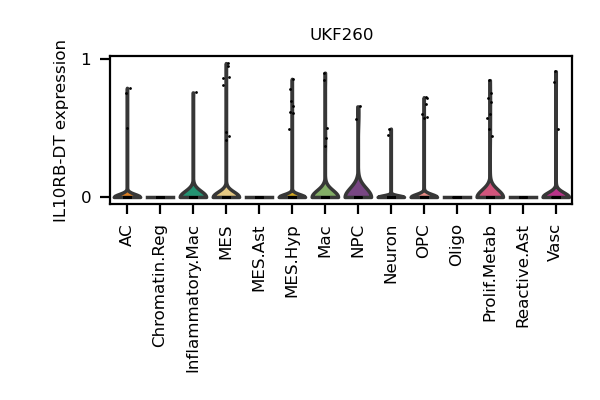 UKF260
IL10RB-DT expression
1
0
AC
Chromatin.Reg
Inflammatory.Mac
MES
MES.Ast
MES.Hyp
Mac
NPC
Neuron
OPC
Oligo
Prolif.Metab
Reactive.Ast
Vasc